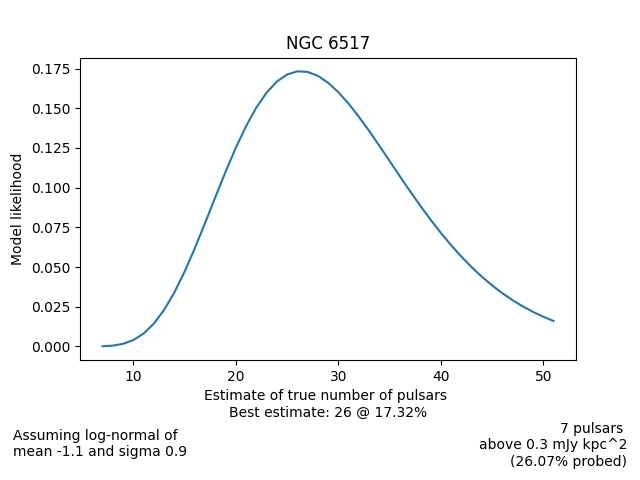 NGC 6517
0.175
0.150
0.125
0.100
0.075
0.050
0.025
0.000
Model likelihood
10 20 30 40 50
Estimate of true number of pulsars
Best estimate: 26 @ 17.32%
Assuming log-normal of
mean -1.1 and sigma 0.9
7 pulsars
above 0.3 mJy kpc^2
(26.07% probed)